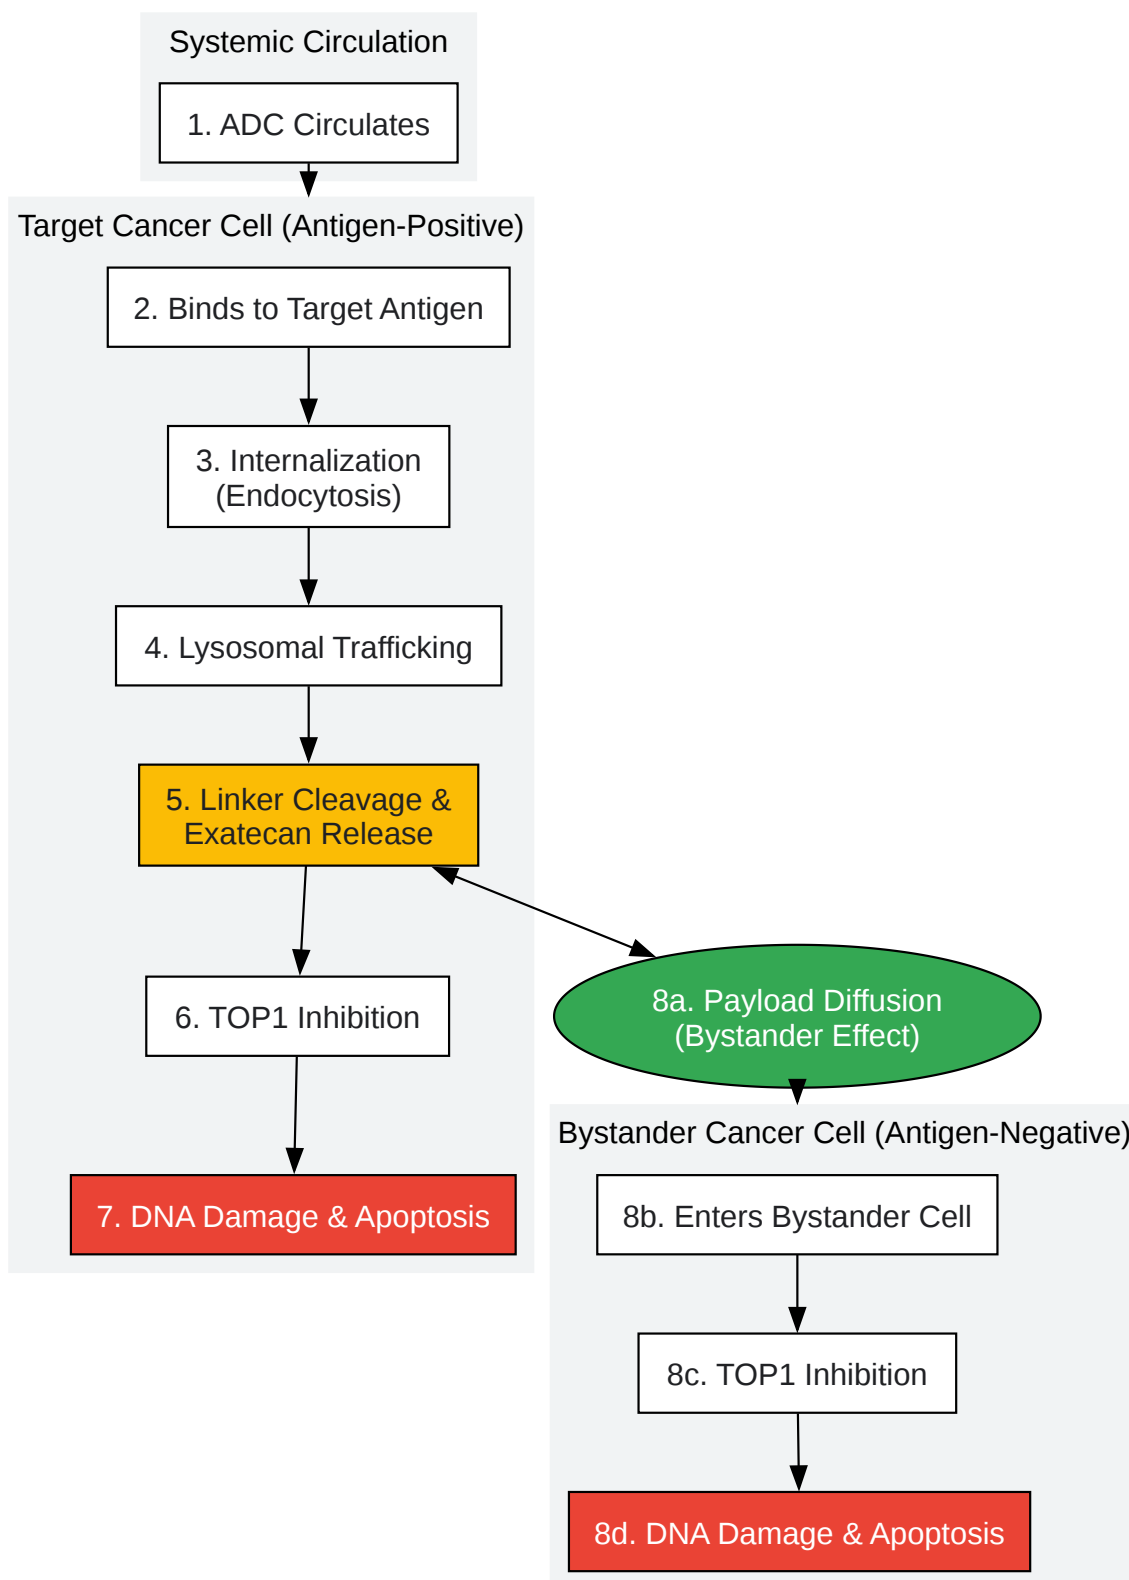 Systemic Circulation
1. ADC Circulates
Target Cancer Cell (Antigen-Positive)
2. Binds to Target Antigen
3. Internalization
(Endocytosis)
4. Lysosomal Trafficking
5. Linker Cleavage &
Exatecan Release
6. TOP1 Inhibition
7. DNA Damage & Apoptosis
8a. Payload Diffusion
(Bystander Effect)
Bystander Cancer Cell (Antigen-Negative)
8b. Enters Bystander Cell
8c. TOP1 Inhibition
8d. DNA Damage & Apoptosis